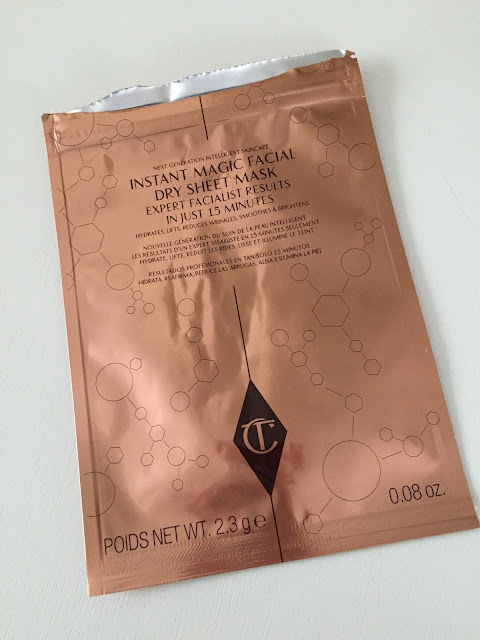 NEXT GENERATION INTELLIGENT SKINCARE
INSTANT MAGIC FACIAL
DRY SHEET MASK
EXPERT FACIALIST RESULTS
IN JUST 15 MINUTES
HYDRATES, LIFTS, REDUCES WRINKLES, SMOOTHES & BRIGHTENS
NOUVELLE GÉNÉRATION DU SOIN DE LA PEAU INTELLIGENT
LES RÉSULTATS D'UN EXPERT VISAGISTE EN 15 MINUTES SEULEMENT
HYDRATE, LIFTE, RÉDUIT LES RIDES, LISSE ET ILLUMINE LE TEINT
RESULTADOS PROFESIONALES EN TAN SOLO 15 MINUTOS
HIDRATA, REAFIRMA, REDUCE LAS ARRUGAS, ALISA E ILUMINA LA PIEL
CT
POIDS NET WT. 2.3 g e
0.08 oz.